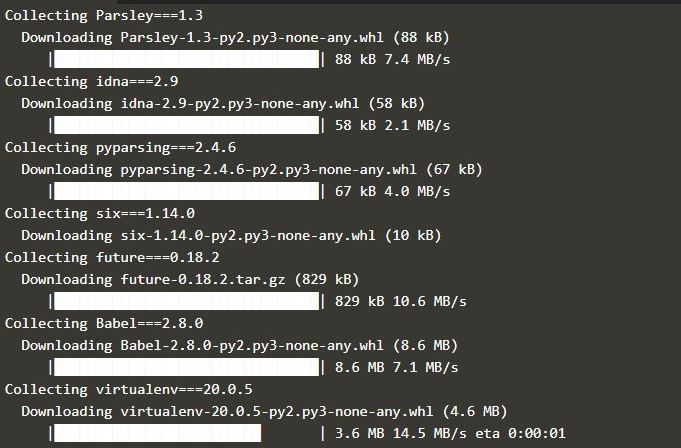 Collecting Parsley===1.3
Downloading Parsley-1.3-py2.py3-none-any.whl (88 kB)
|████████████████████████████████| 88 kB 7.4 MB/s
Collecting idna===2.9
Downloading idna-2.9-py2.py3-none-any.whl (58 kB)
|████████████████████████████████| 58 kB 2.1 MB/s
Collecting pyparsing===2.4.6
Downloading pyparsing-2.4.6-py2.py3-none-any.whl (67 kB)
|████████████████████████████████| 67 kB 4.0 MB/s
Collecting six===1.14.0
Downloading six-1.14.0-py2.py3-none-any.whl (10 kB)
Collecting future===0.18.2
Downloading future-0.18.2.tar.gz (829 kB)
|████████████████████████████████| 829 kB 10.6 MB/s
Collecting Babel===2.8.0
Downloading Babel-2.8.0-py2.py3-none-any.whl (8.6 MB)
|████████████████████████████████| 8.6 MB 7.1 MB/s
Collecting virtualenv===20.0.5
Downloading virtualenv-20.0.5-py2.py3-none-any.whl (4.6 MB)
|█████████████████████████       | 3.6 MB 14.5 MB/s eta 0:00:01